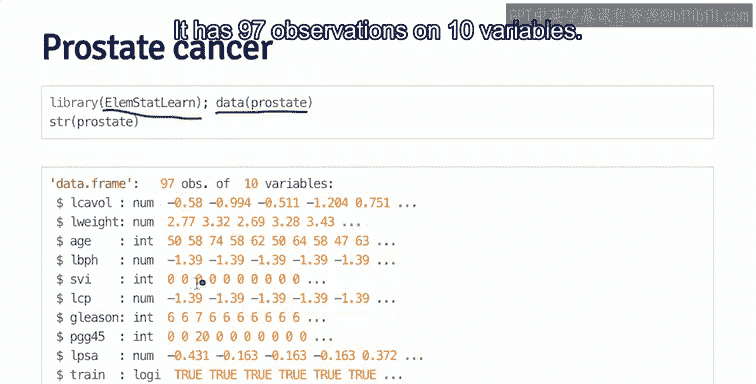 It has 97 observations on 10 variables.
Prostate cancer
library(ElemStatLearn); data(prostate)
str(prostate)
'data.frame':   97 obs. of  10 variables:
$ lcavol : num  -0.58 -0.994 -0.511 -1.204 0.751 ...
$ lweight: num  2.77 3.32 2.69 3.28 3.43 ...
$ age    : int  50 58 74 58 62 50 64 58 47 63 ...
$ lbph   : num  -1.39 -1.39 -1.39 -1.39 -1.39 ...
$ svi    : int  0 0 0 0 0 0 0 0 0 0 ...
$ lcp    : num  -1.39 -1.39 -1.39 -1.39 -1.39 ...
$ gleason: int  6 6 7 6 6 6 6 6 6 6 ...
$ pgg45  : int  0 0 20 0 0 0 0 0 0 0 ...
$ lpsa   : num  -0.431 -0.163 -0.163 -0.163 0.372 ...
$ train  : logi  TRUE TRUE TRUE TRUE TRUE TRUE ...